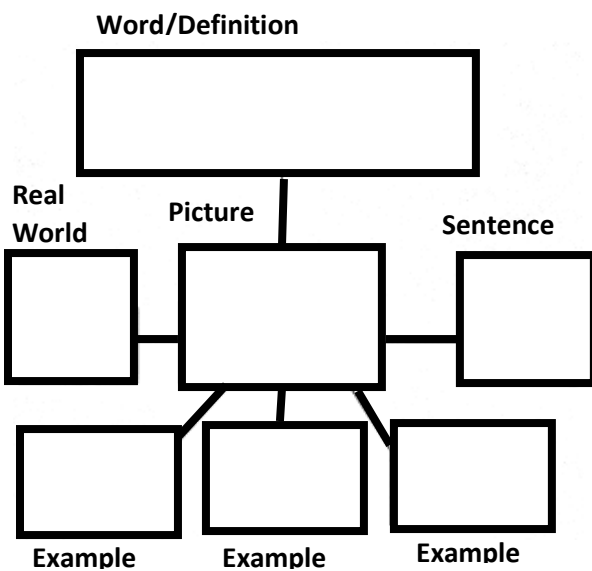 Word/Definition
Real
World
Picture
Sentence
Example
Example
Example